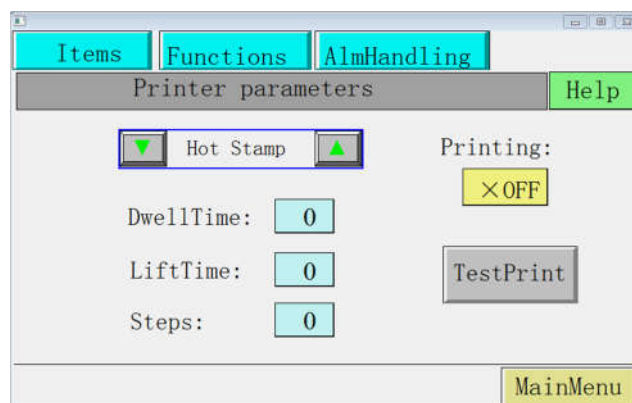 Items Functions AlmHandling
Printer parameters Help
▼ Hot Stamp ▲ Printing:
×OFF
DwellTime: 0
LiftTime: 0 TestPrint
Steps: 0
MainMenu